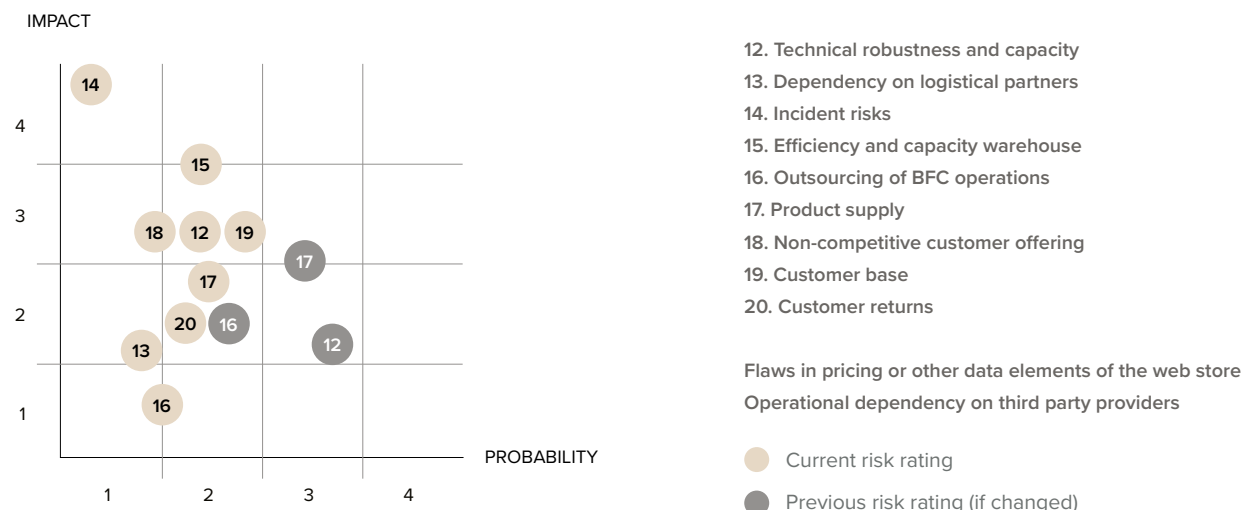 IMPACT
14
4
15
3
18
12
19
17
17
2
20
16
12
13
16
1
PROBABILITY
1
2
3
4
12. Technical robustness and capacity
13. Dependency on logistical partners
14. Incident risks
15. Efficiency and capacity warehouse
16. Outsourcing of BFC operations
17. Product supply
18. Non-competitive customer offering
19. Customer base
20. Customer returns
Flaws in pricing or other data elements of the web store
Operational dependency on third party providers
Current risk rating
Previous risk rating (if changed)